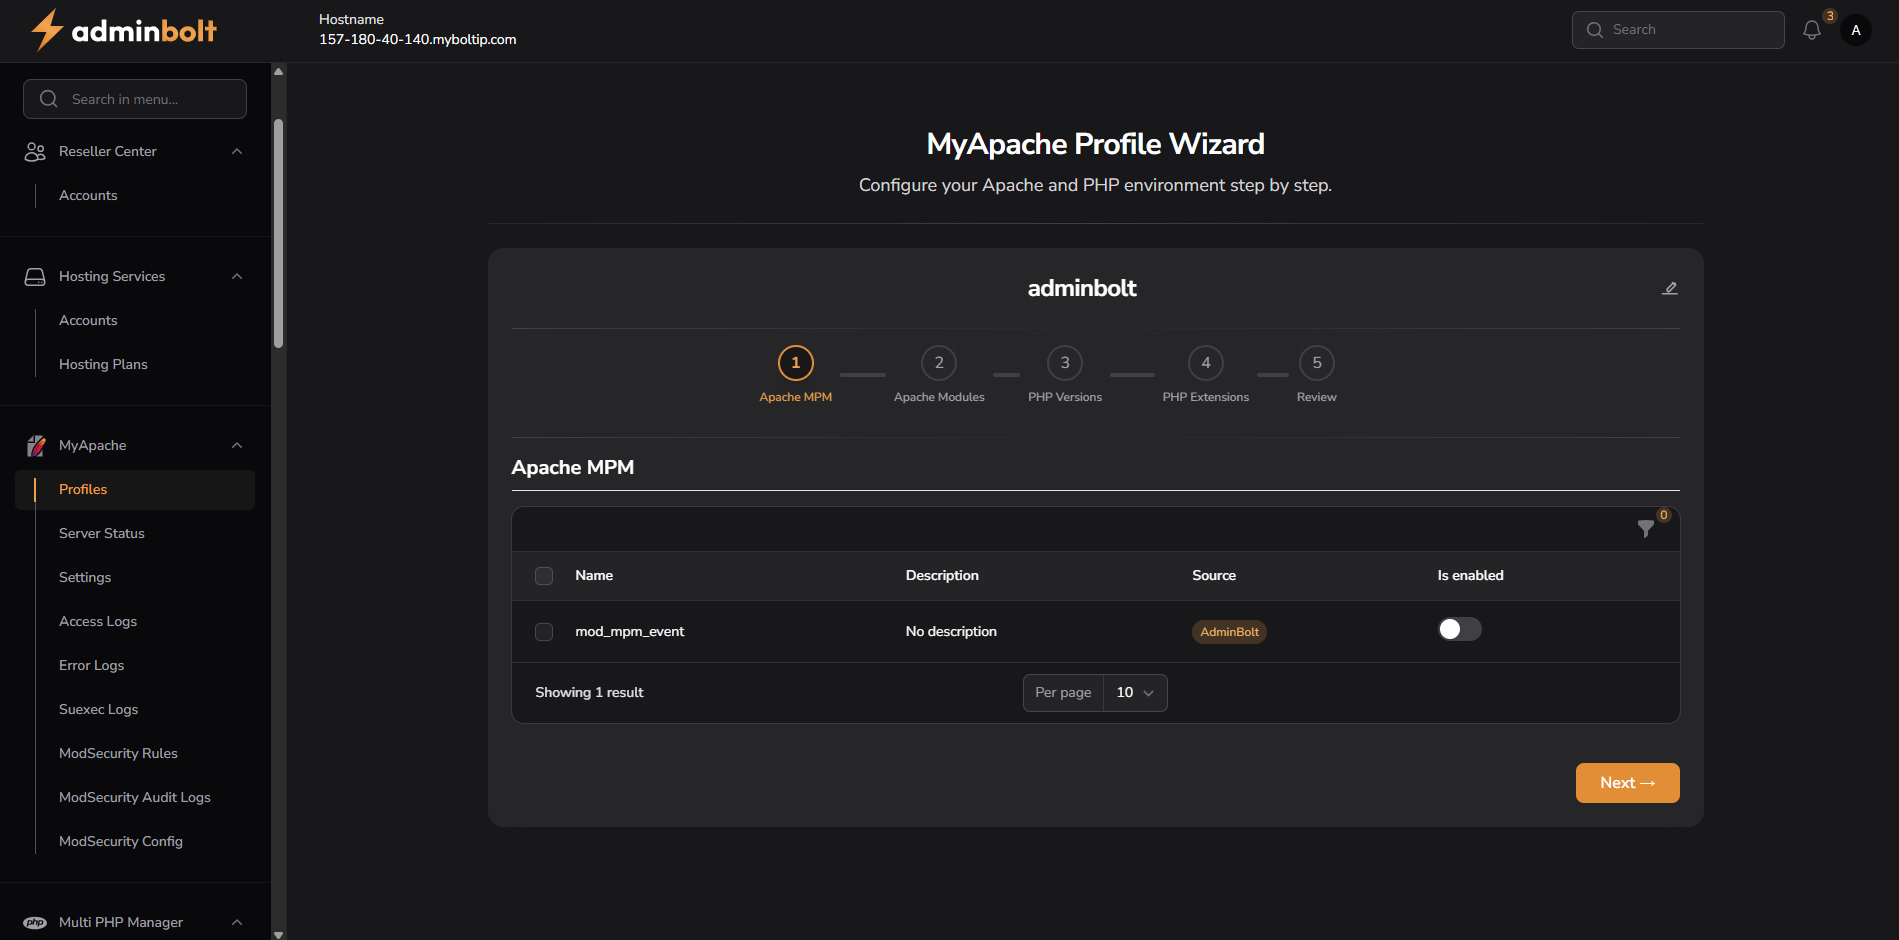 adminbolt
Hostname
157-180-40-140.myboltip.com
Search
3
A
Search in menu...
Reseller Center
Accounts
Hosting Services
Accounts
Hosting Plans
MyApache
Profiles
Server Status
Settings
Access Logs
Error Logs
Suexec Logs
ModSecurity Rules
ModSecurity Audit Logs
ModSecurity Config
php
Multi PHP Manager
MyApache Profile Wizard
Configure your Apache and PHP environment step by step.
adminbolt
1 2 3 4 5
Apache MPM Apache Modules PHP Versions PHP Extensions Review
Apache MPM
0
Name Description Source Is enabled
mod_mpm_event No description AdminBolt
Showing 1 result Per page 10
Next →